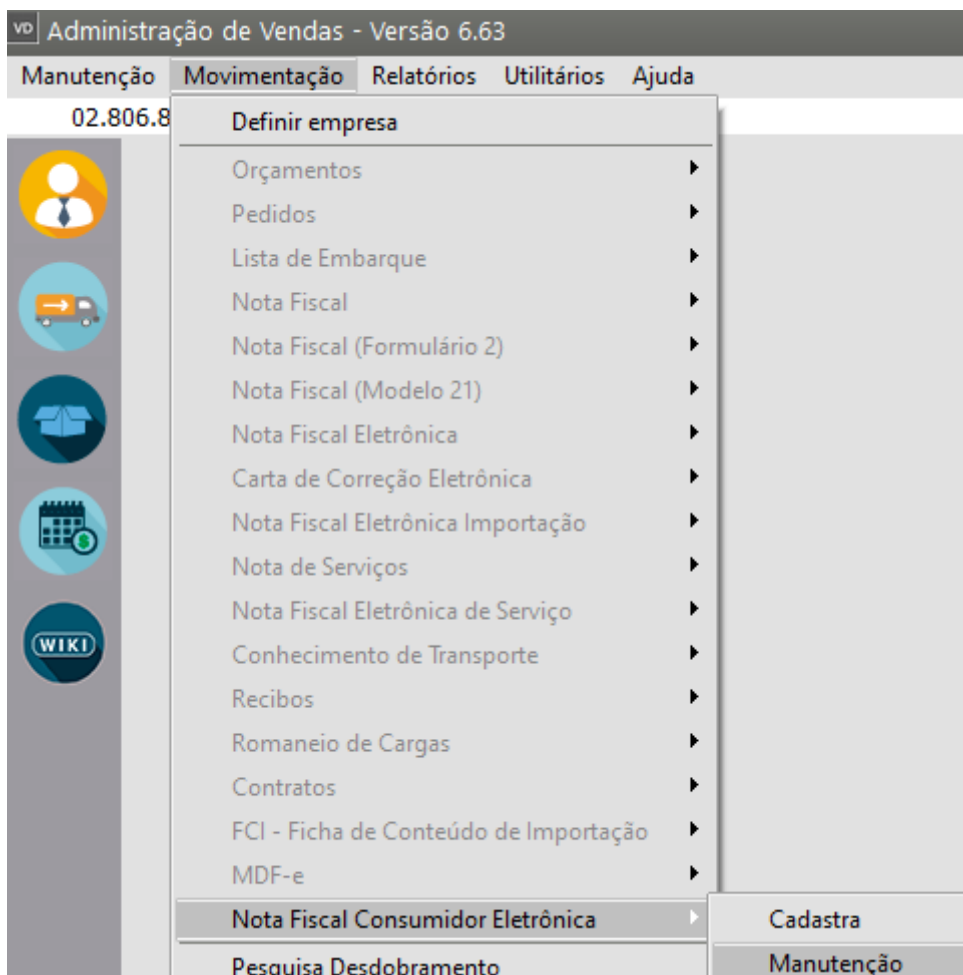 VD Administração de Vendas - Versão 6.63
Manutenção Movimentação Relatórios Utilitários Ajuda
02.806.8
Definir empresa
Orçamentos
Pedidos
Lista de Embarque
Nota Fiscal
Nota Fiscal (Formulário 2)
Nota Fiscal (Modelo 21)
Nota Fiscal Eletrônica
Carta de Correção Eletrônica
Nota Fiscal Eletrônica Importação
Nota de Serviços
Nota Fiscal Eletrônica de Serviço
WIKI
Conhecimento de Transporte
Recibos
Romaneio de Cargas
Contratos
FCI - Ficha de Conteúdo de Importação
MDF-e
Nota Fiscal Consumidor Eletrônica Cadastra
Pesquisa Desdobramento Manutenção